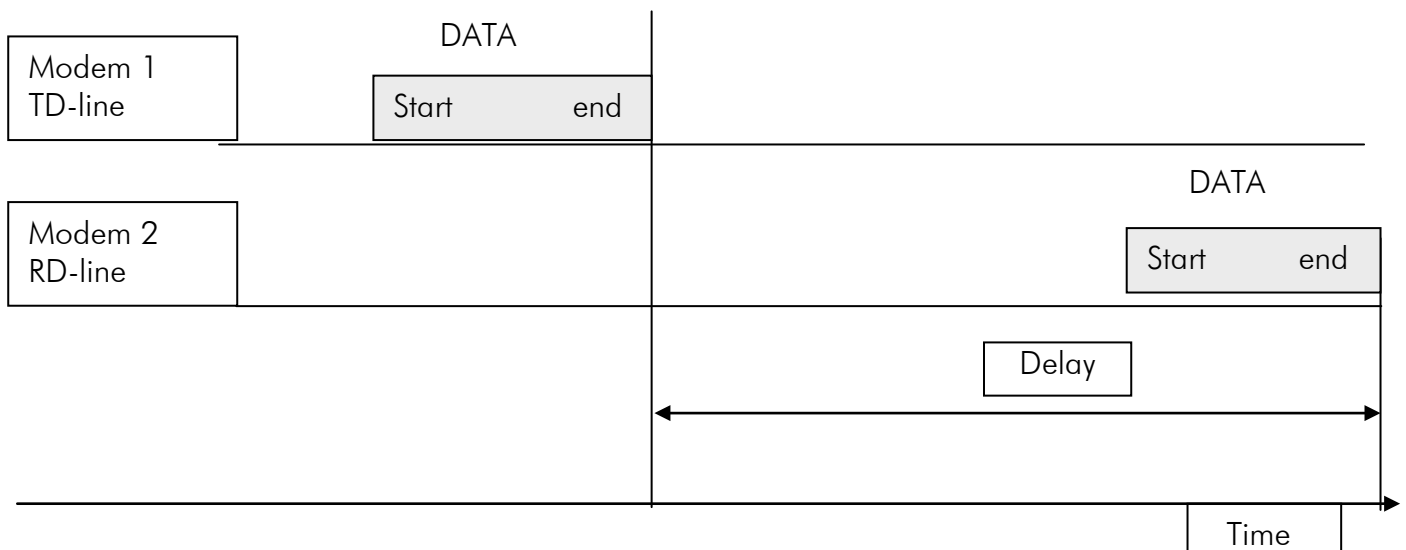 DATA
Modem 1
TD-line
Start end
DATA
Modem 2
RD-line
Start end
Delay
Time